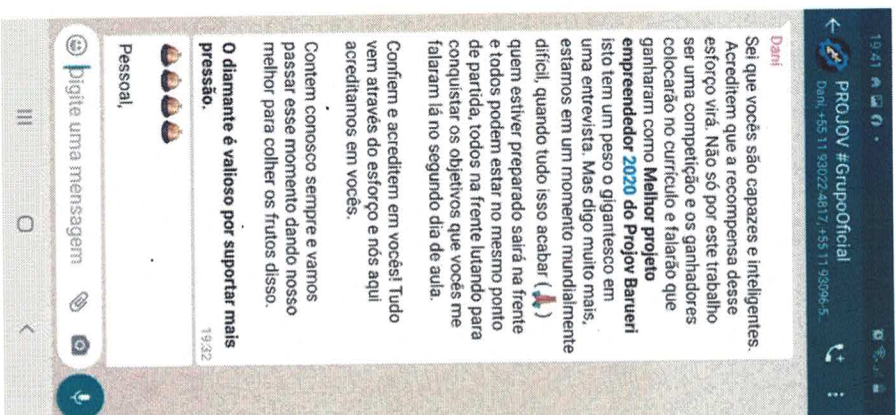 19:41
PROJOV #GrupoOficial
Dani, +55 11 93022-4817, +55 11 93096-5...
Dani
Sei que vocês são capazes e inteligentes.
Acreditem que a recompensa desse
esforço virá. Não só por este trabalho
ser uma competição e os ganhadores
colocarão no currículo e falarão que
ganharam como Melhor projeto
empreendedor 2020 do Projov Barueri
isto tem um peso o gigantesco em
uma entrevista. Mas digo muito mais,
estamos em um momento mundialmente
difícil, quando tudo isso acabar (🙏)
quem estiver preparado sairá na frente
e todos podem estar no mesmo ponto
de partida, todos na frente lutando para
conquistar os objetivos que vocês me
falaram lá no segundo dia de aula.
Confiem e acreditem em vocês! Tudo
vem através do esforço e nós aqui
acreditamos em vocês.
Contem conosco sempre e vamos
passar esse momento dando nosso
melhor para colher os frutos disso.
O diamante é valioso por suportar mais
pressão.
19:32
Pessoal,
Digite uma mensagem